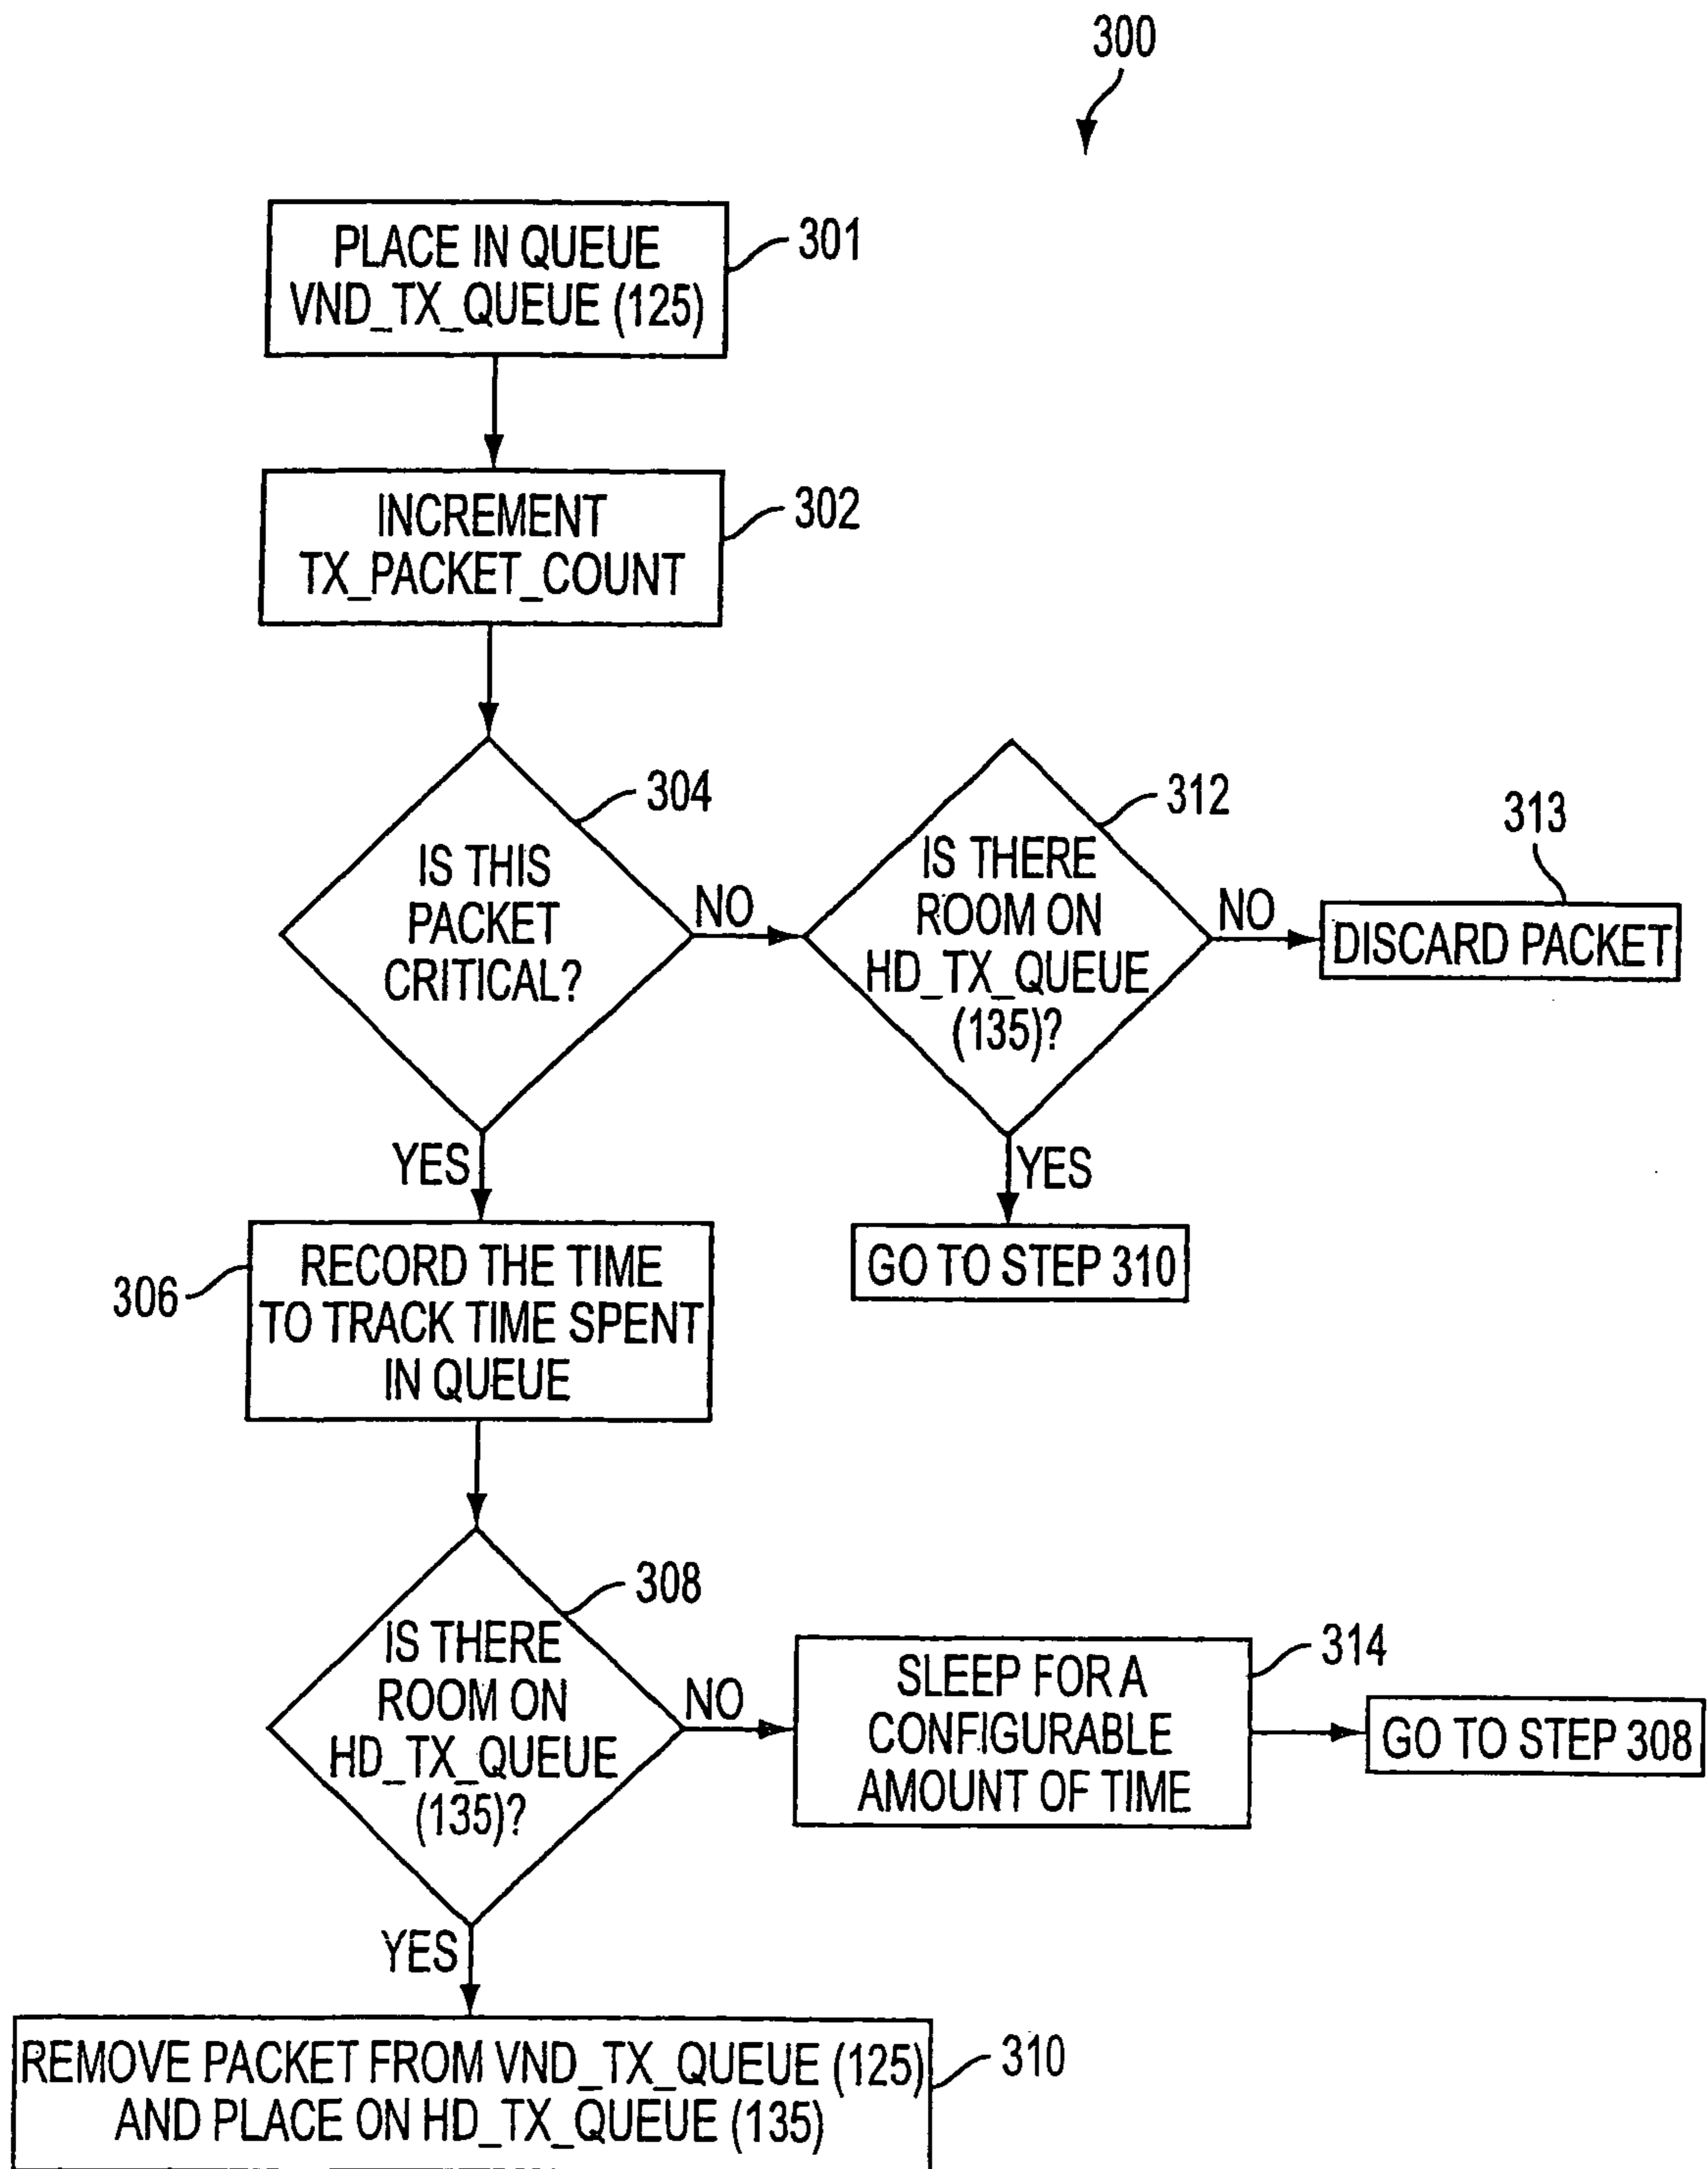 300
PLACE IN QUEUE
VND_TX_QUEUE (125)
301
INCREMENT
TX_PACKET_COUNT
302
IS THIS
PACKET
CRITICAL?
304
NO
IS THERE
ROOM ON
HD_TX_QUEUE
(135)?
312
NO
DISCARD PACKET
313
YES
YES
GO TO STEP 310
RECORD THE TIME
TO TRACK TIME SPENT
IN QUEUE
306
IS THERE
ROOM ON
HD_TX_QUEUE
(135)?
308
NO
SLEEP FOR A
CONFIGURABLE
AMOUNT OF TIME
314
GO TO STEP 308
YES
REMOVE PACKET FROM VND_TX_QUEUE (125)
AND PLACE ON HD_TX_QUEUE (135)
310